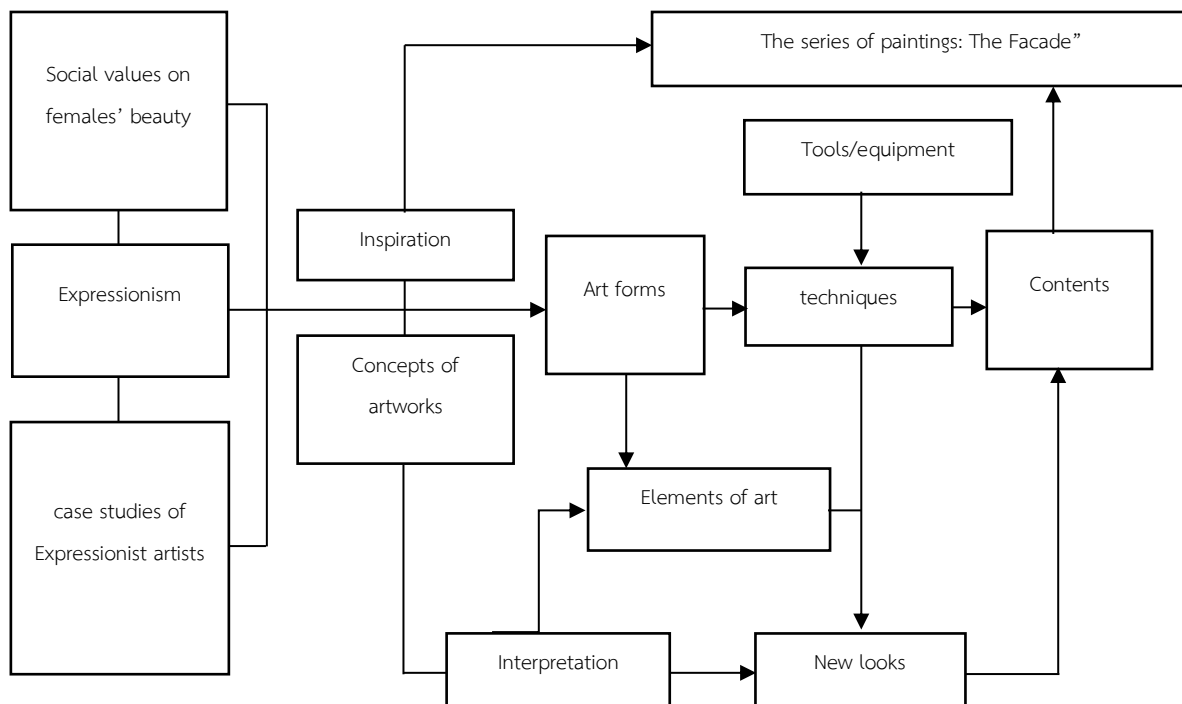 The series of paintings: The Facade”
Social values on
females’ beauty
Tools/equipment
Inspiration
Expressionism
Art forms
techniques
Contents
Concepts of
artworks
case studies of
Expressionist artists
Elements of art
Interpretation
New looks